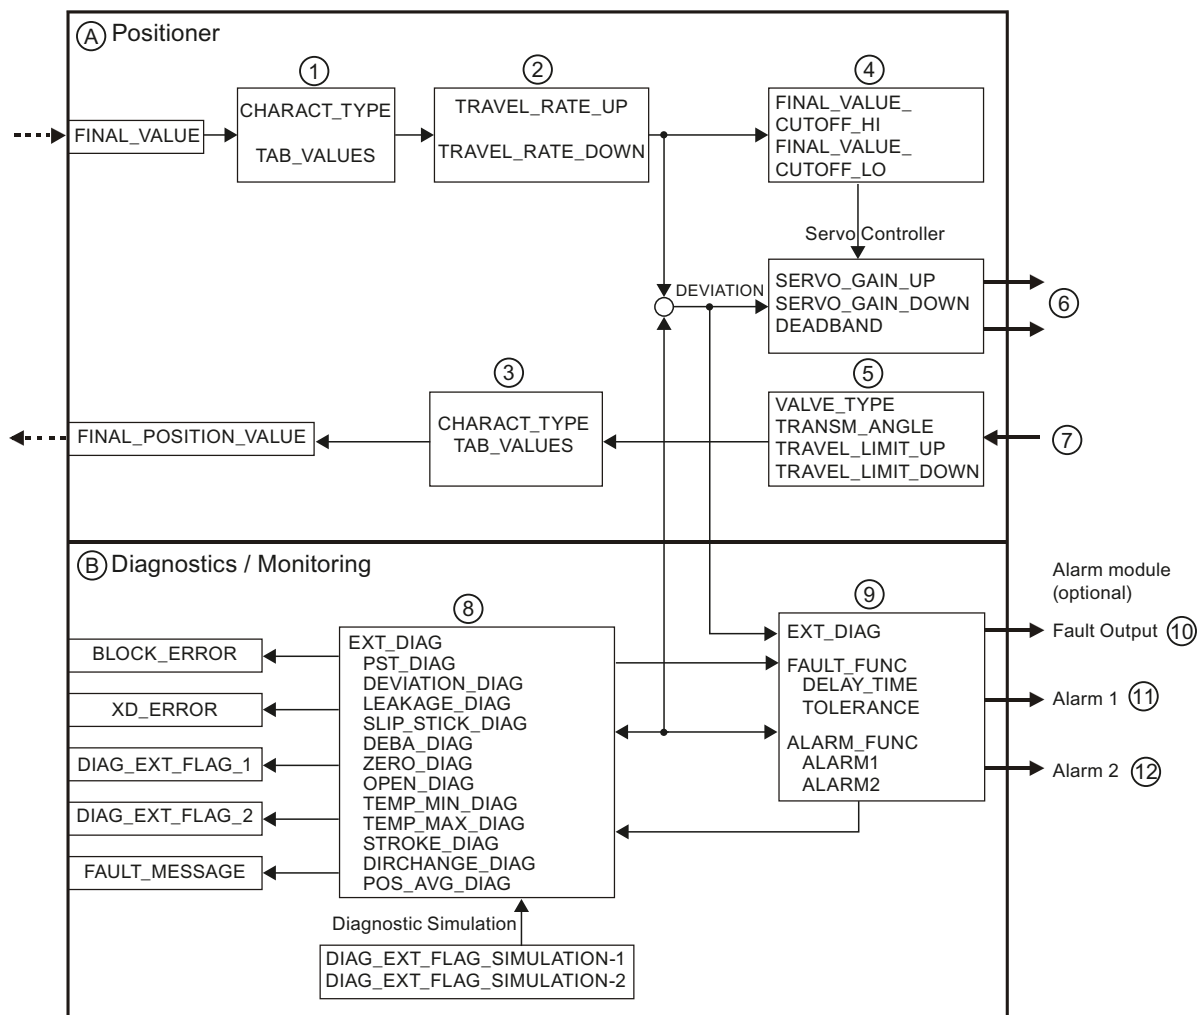 A Positioner
1
2
4
FINAL_VALUE
CHARACT_TYPE
TAB_VALUES
TRAVEL_RATE_UP
TRAVEL_RATE_DOWN
FINAL_VALUE_
CUTOFF_HI
FINAL_VALUE_
CUTOFF_LO
Servo Controller
DEVIATION
SERVO_GAIN_UP
SERVO_GAIN_DOWN
DEADBAND
6
3
5
FINAL_POSITION_VALUE
CHARACT_TYPE
TAB_VALUES
VALVE_TYPE
TRANSM_ANGLE
TRAVEL_LIMIT_UP
TRAVEL_LIMIT_DOWN
7
B Diagnostics / Monitoring
8
9
Alarm module
(optional)
BLOCK_ERROR
XD_ERROR
DIAG_EXT_FLAG_1
DIAG_EXT_FLAG_2
FAULT_MESSAGE
EXT_DIAG
PST_DIAG
DEVIATION_DIAG
LEAKAGE_DIAG
SLIP_STICK_DIAG
DEBA_DIAG
ZERO_DIAG
OPEN_DIAG
TEMP_MIN_DIAG
TEMP_MAX_DIAG
STROKE_DIAG
DIRCHANGE_DIAG
POS_AVG_DIAG
EXT_DIAG
FAULT_FUNC
DELAY_TIME
TOLERANCE
ALARM_FUNC
ALARM1
ALARM2
Fault Output 10
Alarm 1 11
Alarm 2 12
Diagnostic Simulation
DIAG_EXT_FLAG_SIMULATION-1
DIAG_EXT_FLAG_SIMULATION-2